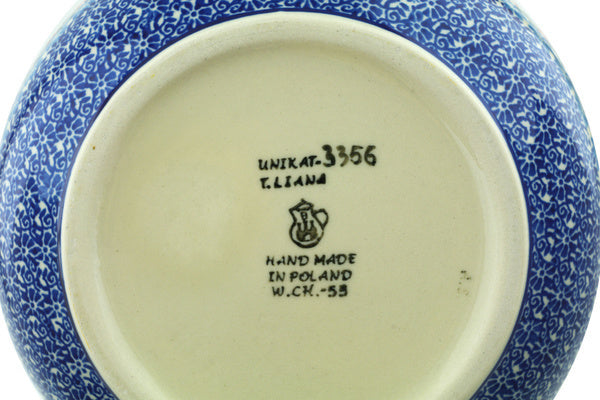 UNIKAT-3356
T.LIANA
HAND MADE
IN POLAND
W.CH.-55